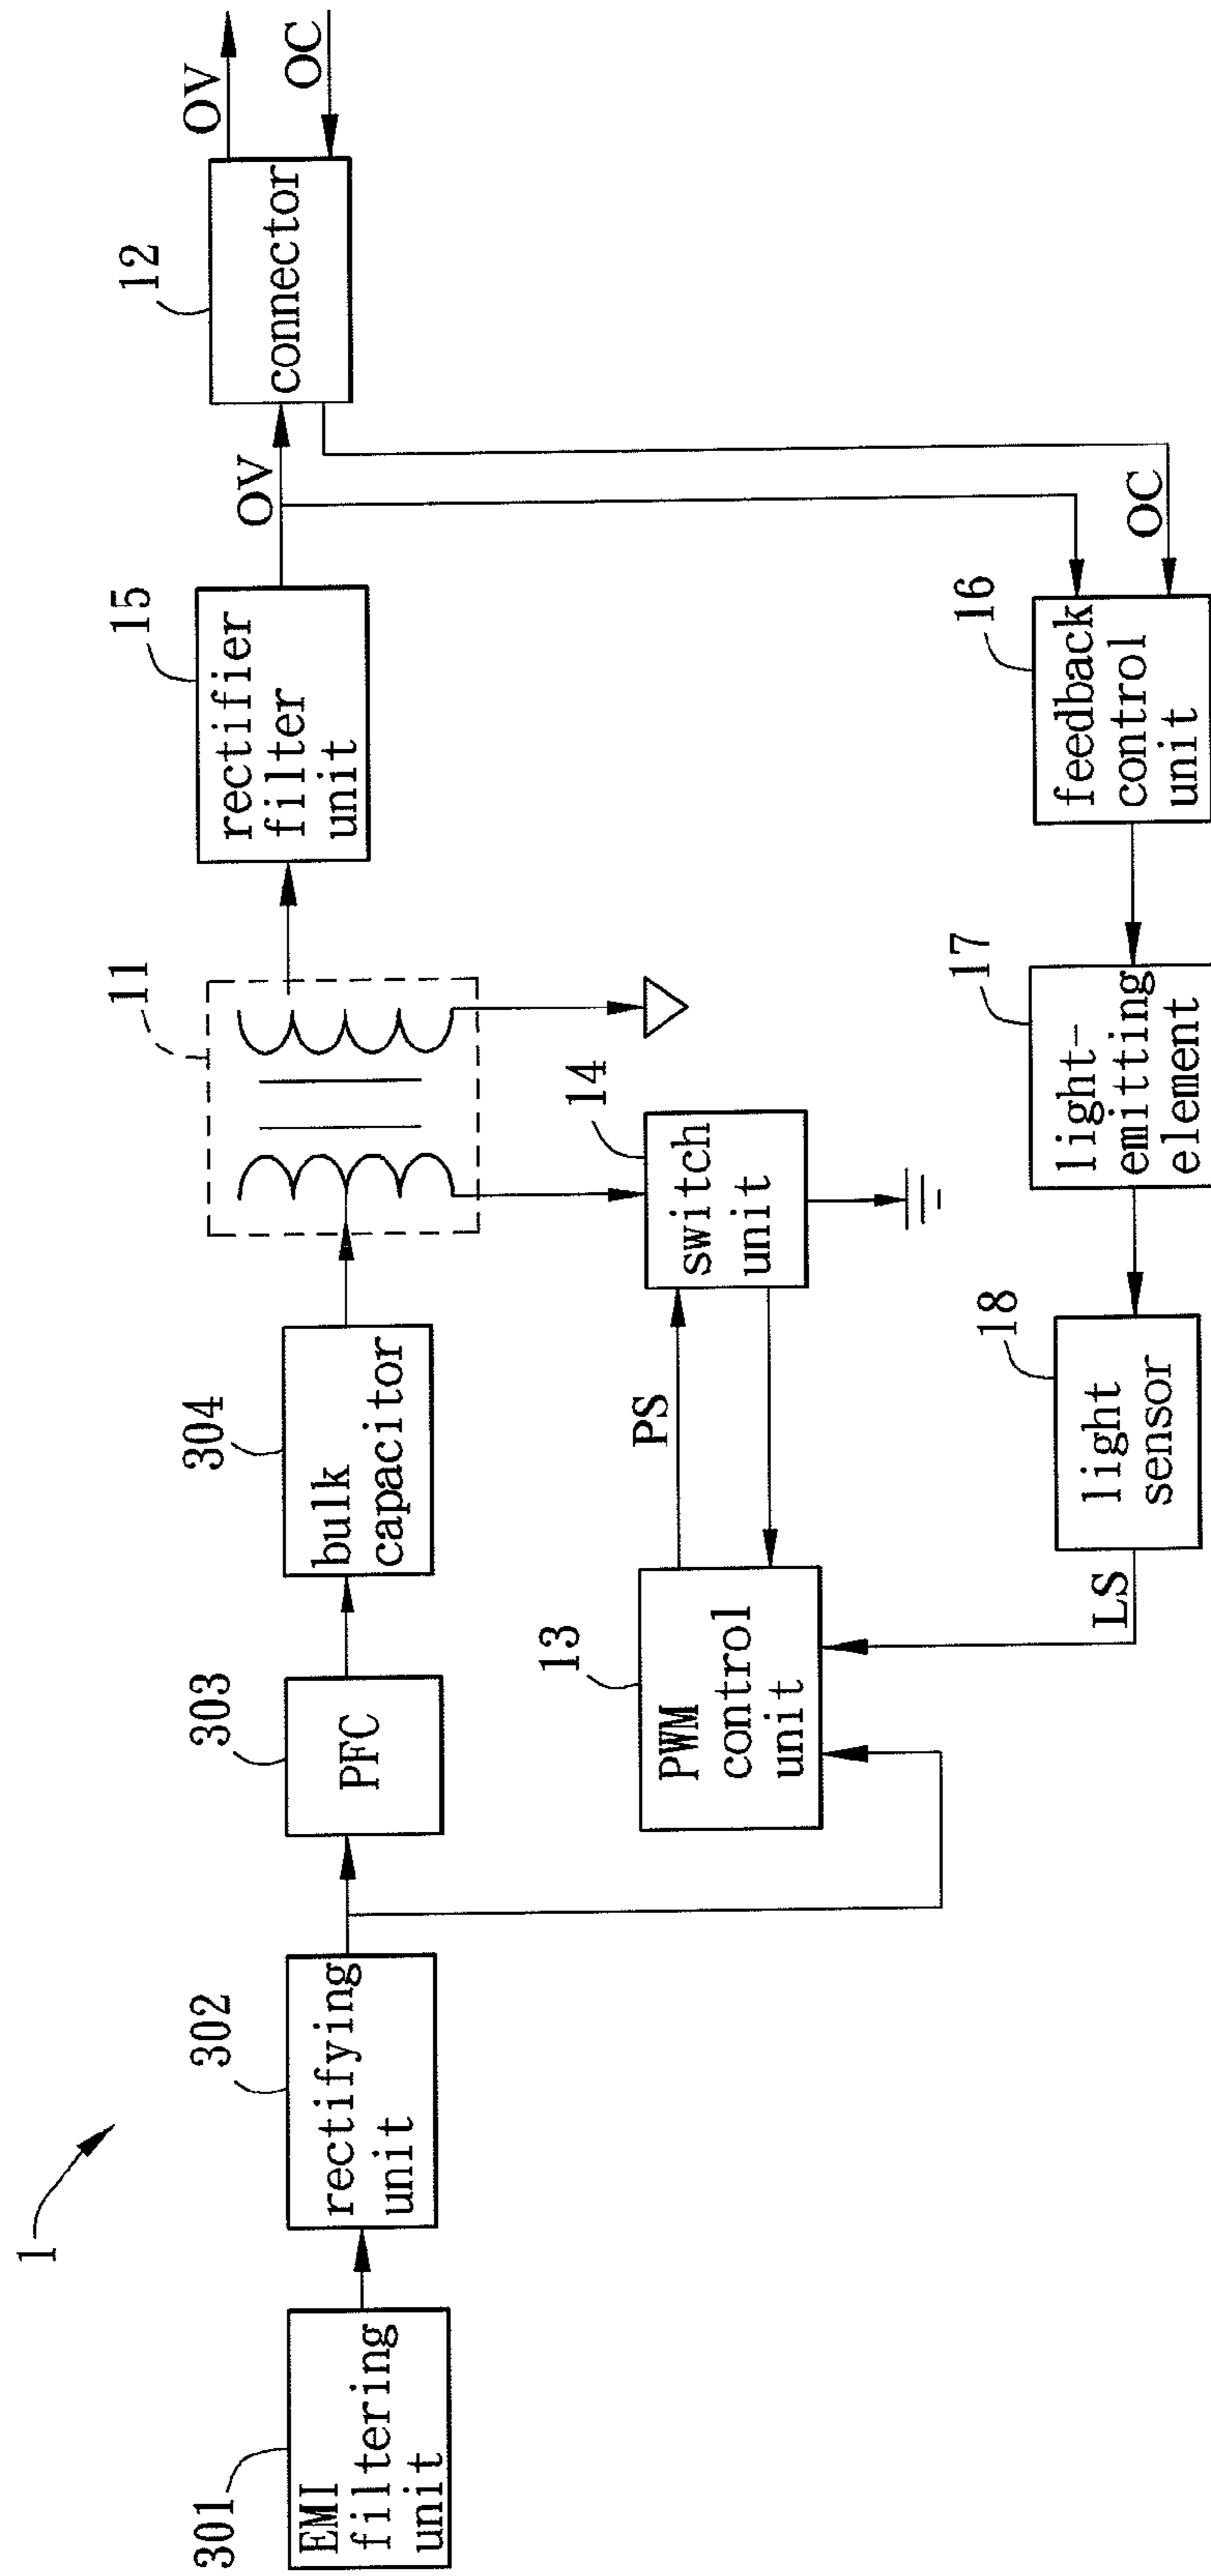 1
301
EMI
filtering
unit
302
rectifying
unit
303
PFC
304
bulk
capacitor
11
15
rectifier
filter
unit
OV
12
connector
OV
OC
13
PWM
control
unit
PS
14
switch
unit
LS
18
light
sensor
17
light-
emitting
element
16
feedback
control
unit
OC